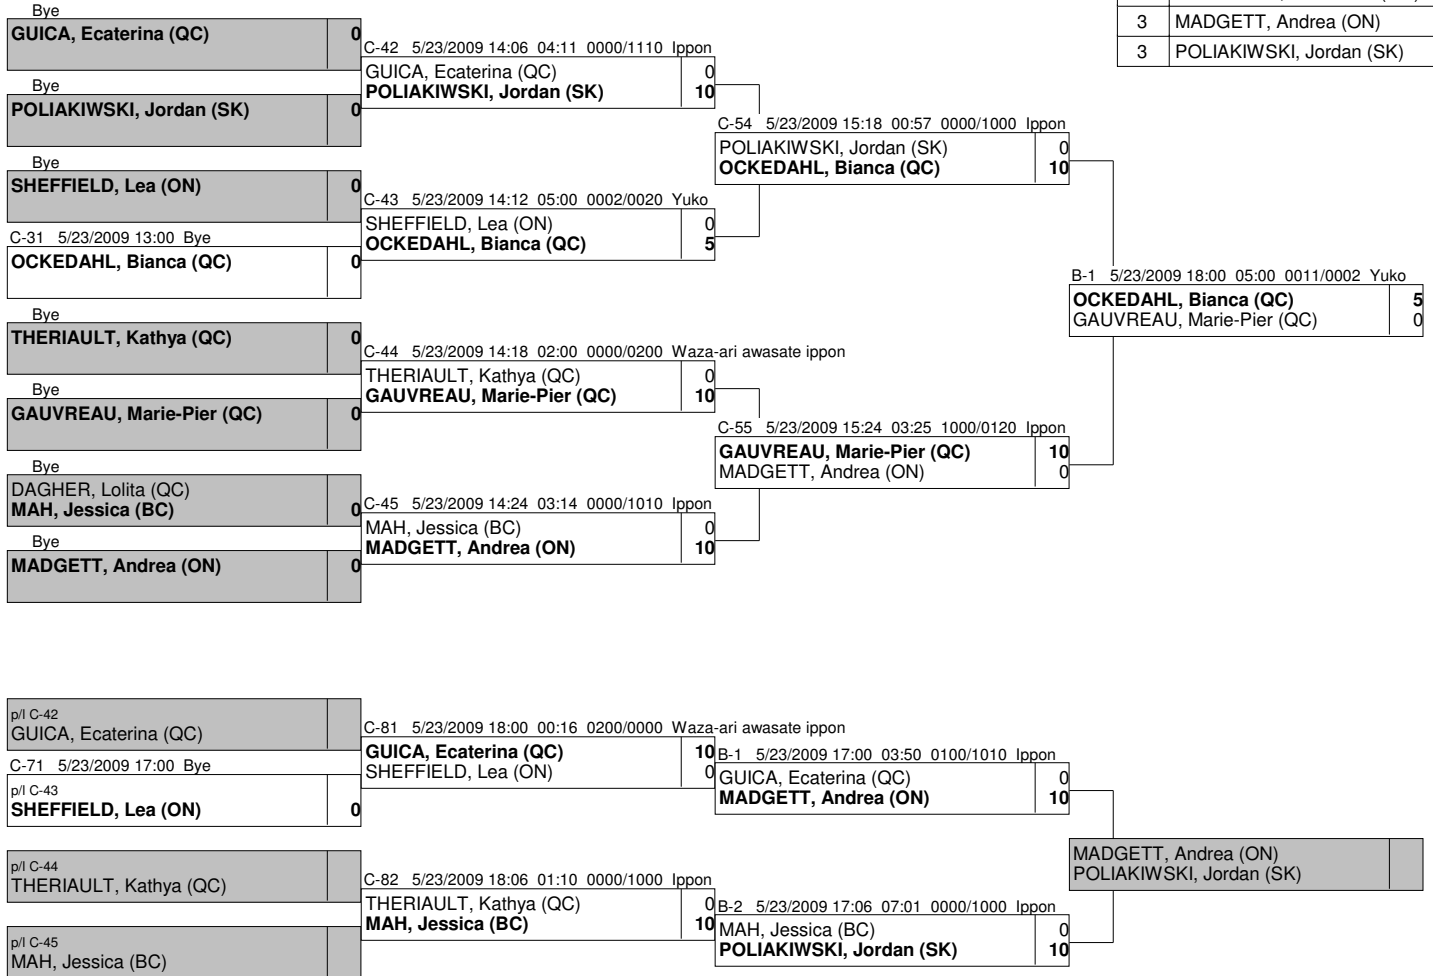 3 MADGETT, Andrea (ON)
3 POLIAKIWSKI, Jordan (SK)
Bye
GUICA, Ecaterina (QC) 0
Bye
POLIAKIWSKI, Jordan (SK) 0
Bye
SHEFFIELD, Lea (ON) 0
C-31 5/23/2009 13:00 Bye
OCKEDAHL, Bianca (QC) 0
Bye
THERIAULT, Kathya (QC) 0
Bye
GAUVREAU, Marie-Pier (QC) 0
Bye
DAGHER, Lolita (QC)
MAH, Jessica (BC) 0
Bye
MADGETT, Andrea (ON) 0
C-42 5/23/2009 14:06 04:11 0000/1110 Ippon
GUICA, Ecaterina (QC) 0
POLIAKIWSKI, Jordan (SK) 10
C-43 5/23/2009 14:12 05:00 0002/0020 Yuko
SHEFFIELD, Lea (ON) 0
OCKEDAHL, Bianca (QC) 5
C-44 5/23/2009 14:18 02:00 0000/0200 Waza-ari awasate ippon
THERIAULT, Kathya (QC) 0
GAUVREAU, Marie-Pier (QC) 10
C-45 5/23/2009 14:24 03:14 0000/1010 Ippon
MAH, Jessica (BC) 0
MADGETT, Andrea (ON) 10
C-54 5/23/2009 15:18 00:57 0000/1000 Ippon
POLIAKIWSKI, Jordan (SK) 0
OCKEDAHL, Bianca (QC) 10
C-55 5/23/2009 15:24 03:25 1000/0120 Ippon
GAUVREAU, Marie-Pier (QC) 10
MADGETT, Andrea (ON) 0
B-1 5/23/2009 18:00 05:00 0011/0002 Yuko
OCKEDAHL, Bianca (QC) 5
GAUVREAU, Marie-Pier (QC) 0
p/l C-42
GUICA, Ecaterina (QC)
C-71 5/23/2009 17:00 Bye
p/l C-43
SHEFFIELD, Lea (ON) 0
p/l C-44
THERIAULT, Kathya (QC)
p/l C-45
MAH, Jessica (BC)
C-81 5/23/2009 18:00 00:16 0200/0000 Waza-ari awasate ippon
GUICA, Ecaterina (QC) 10
SHEFFIELD, Lea (ON) 0
C-82 5/23/2009 18:06 01:10 0000/1000 Ippon
THERIAULT, Kathya (QC) 0
MAH, Jessica (BC) 10
B-1 5/23/2009 17:00 03:50 0100/1010 Ippon
GUICA, Ecaterina (QC) 0
MADGETT, Andrea (ON) 10
B-2 5/23/2009 17:06 07:01 0000/1000 Ippon
MAH, Jessica (BC) 0
POLIAKIWSKI, Jordan (SK) 10
MADGETT, Andrea (ON)
POLIAKIWSKI, Jordan (SK)